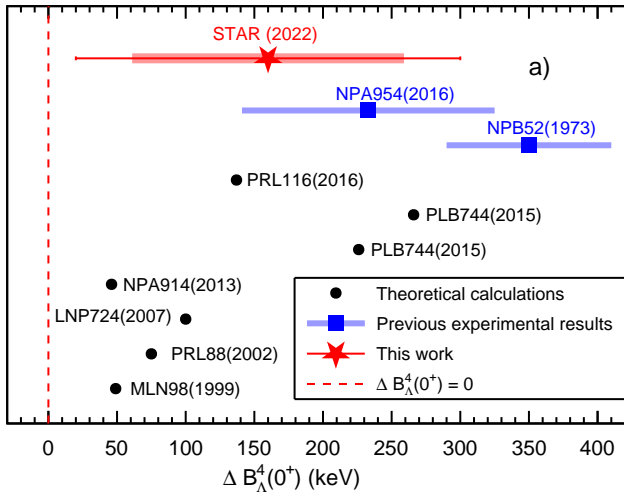 STAR (2022)
a)
NPA954(2016)
NPB52(1973)
PRL116(2016)
PLB744(2015)
PLB744(2015)
NPA914(2013)
LNP724(2007)
PRL88(2002)
MLN98(1999)
Theoretical calculations
Previous experimental results
This work
Δ B⁴_Λ(0⁺) = 0
0 50 100 150 200 250 300 350 400
Δ B⁴_Λ(0⁺) (keV)